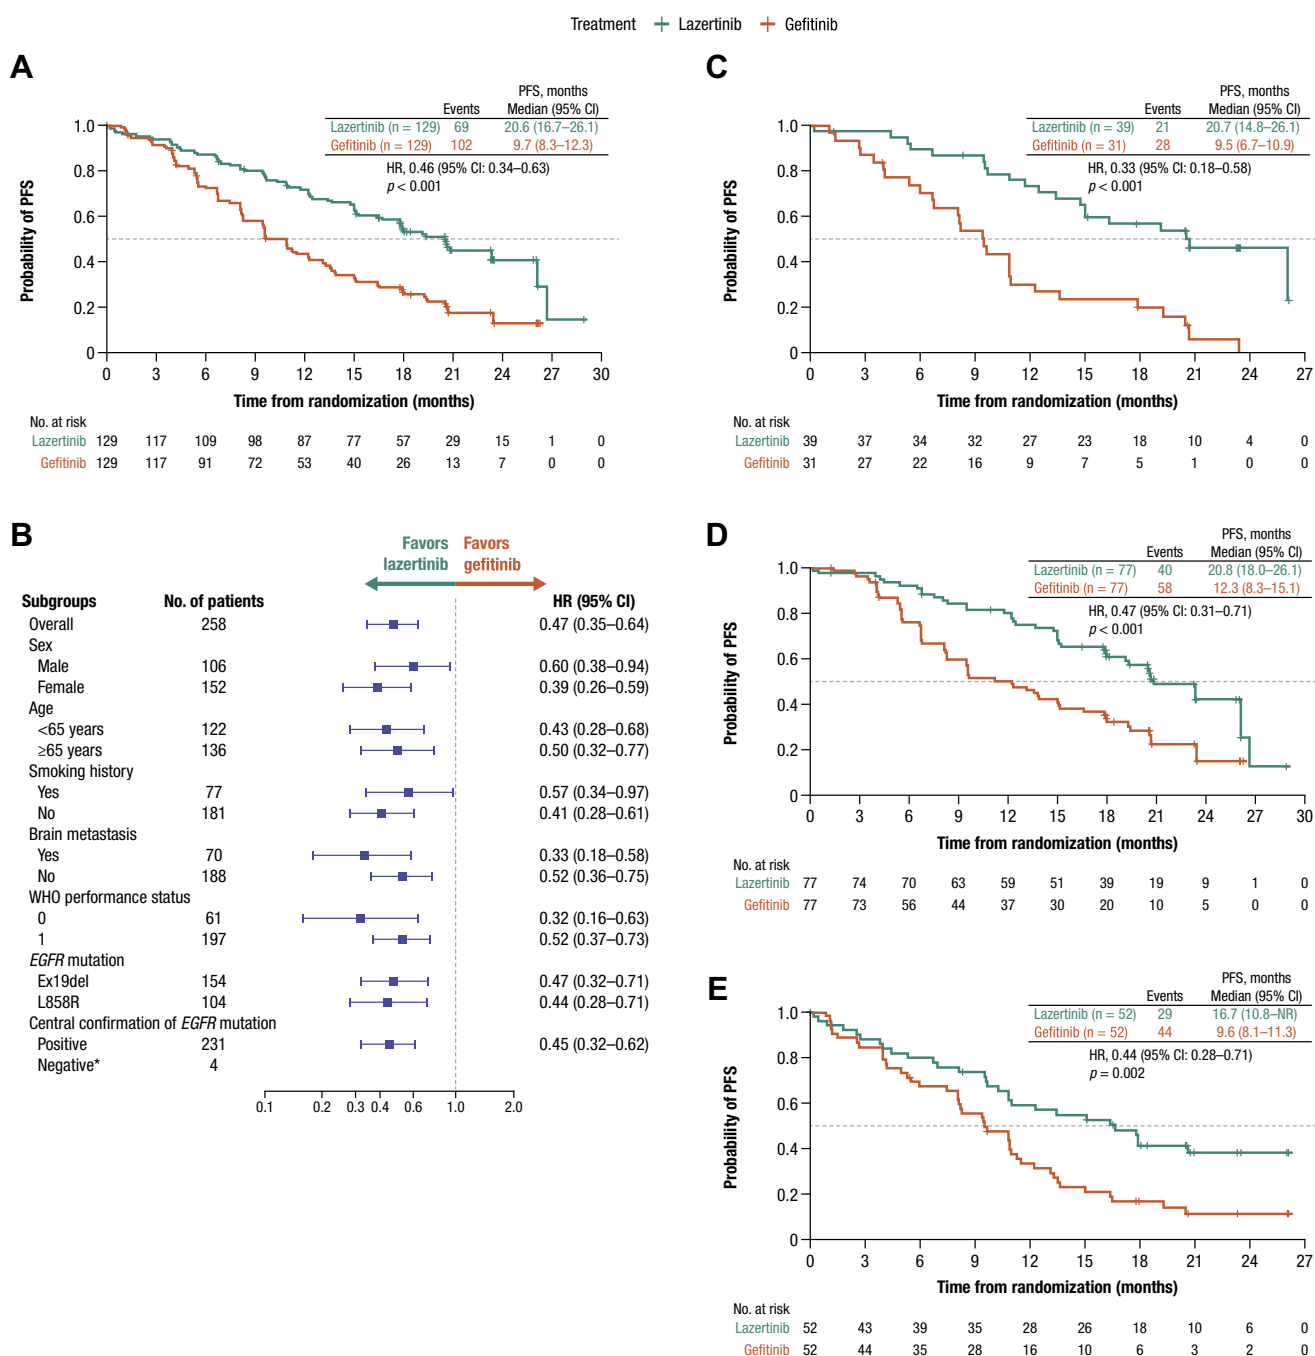 Treatment Lazertinib Gefitinib
A
PFS, months
Events Median (95% CI)
Lazertinib (n = 129) 69 20.6 (16.7–26.1)
Gefitinib (n = 129) 102 9.7 (8.3–12.3)
HR, 0.46 (95% CI: 0.34–0.63)
p < 0.001
Probability of PFS
1.0
0.8
0.6
0.4
0.2
0
0 3 6 9 12 15 18 21 24 27 30
Time from randomization (months)
No. at risk
Lazertinib 129 117 109 98 87 77 57 29 15 1 0
Gefitinib 129 117 91 72 53 40 26 13 7 0 0
B
Favors lazertinib
Favors gefitinib
Subgroups No. of patients HR (95% CI)
Overall 258 0.47 (0.35–0.64)
Sex
Male 106 0.60 (0.38–0.94)
Female 152 0.39 (0.26–0.59)
Age
<65 years 122 0.43 (0.28–0.68)
≥65 years 136 0.50 (0.32–0.77)
Smoking history
Yes 77 0.57 (0.34–0.97)
No 181 0.41 (0.28–0.61)
Brain metastasis
Yes 70 0.33 (0.18–0.58)
No 188 0.52 (0.36–0.75)
WHO performance status
0 61 0.32 (0.16–0.63)
1 197 0.52 (0.37–0.73)
EGFR mutation
Ex19del 154 0.47 (0.32–0.71)
L858R 104 0.44 (0.28–0.71)
Central confirmation of EGFR mutation
Positive 231 0.45 (0.32–0.62)
Negative* 4
0.1 0.2 0.3 0.4 0.6 1.0 2.0
C
PFS, months
Events Median (95% CI)
Lazertinib (n = 39) 21 20.7 (14.8–26.1)
Gefitinib (n = 31) 28 9.5 (6.7–10.9)
HR, 0.33 (95% CI: 0.18–0.58)
p < 0.001
Probability of PFS
1.0
0.8
0.6
0.4
0.2
0
0 3 6 9 12 15 18 21 24 27
Time from randomization (months)
No. at risk
Lazertinib 39 37 34 32 27 23 18 10 4 0
Gefitinib 31 27 22 16 9 7 5 1 0 0
D
PFS, months
Events Median (95% CI)
Lazertinib (n = 77) 40 20.8 (18.0–26.1)
Gefitinib (n = 77) 58 12.3 (8.3–15.1)
HR, 0.47 (95% CI: 0.31–0.71)
p < 0.001
Probability of PFS
1.0
0.8
0.6
0.4
0.2
0
0 3 6 9 12 15 18 21 24 27 30
Time from randomization (months)
No. at risk
Lazertinib 77 74 70 63 59 51 39 19 9 1 0
Gefitinib 77 73 56 44 37 30 20 10 5 0 0
E
PFS, months
Events Median (95% CI)
Lazertinib (n = 52) 29 16.7 (10.8–NR)
Gefitinib (n = 52) 44 9.6 (8.1–11.3)
HR, 0.44 (95% CI: 0.28–0.71)
p = 0.002
Probability of PFS
1.0
0.8
0.6
0.4
0.2
0
0 3 6 9 12 15 18 21 24 27
Time from randomization (months)
No. at risk
Lazertinib 52 43 39 35 28 26 18 10 6 0
Gefitinib 52 44 35 28 16 10 6 3 2 0